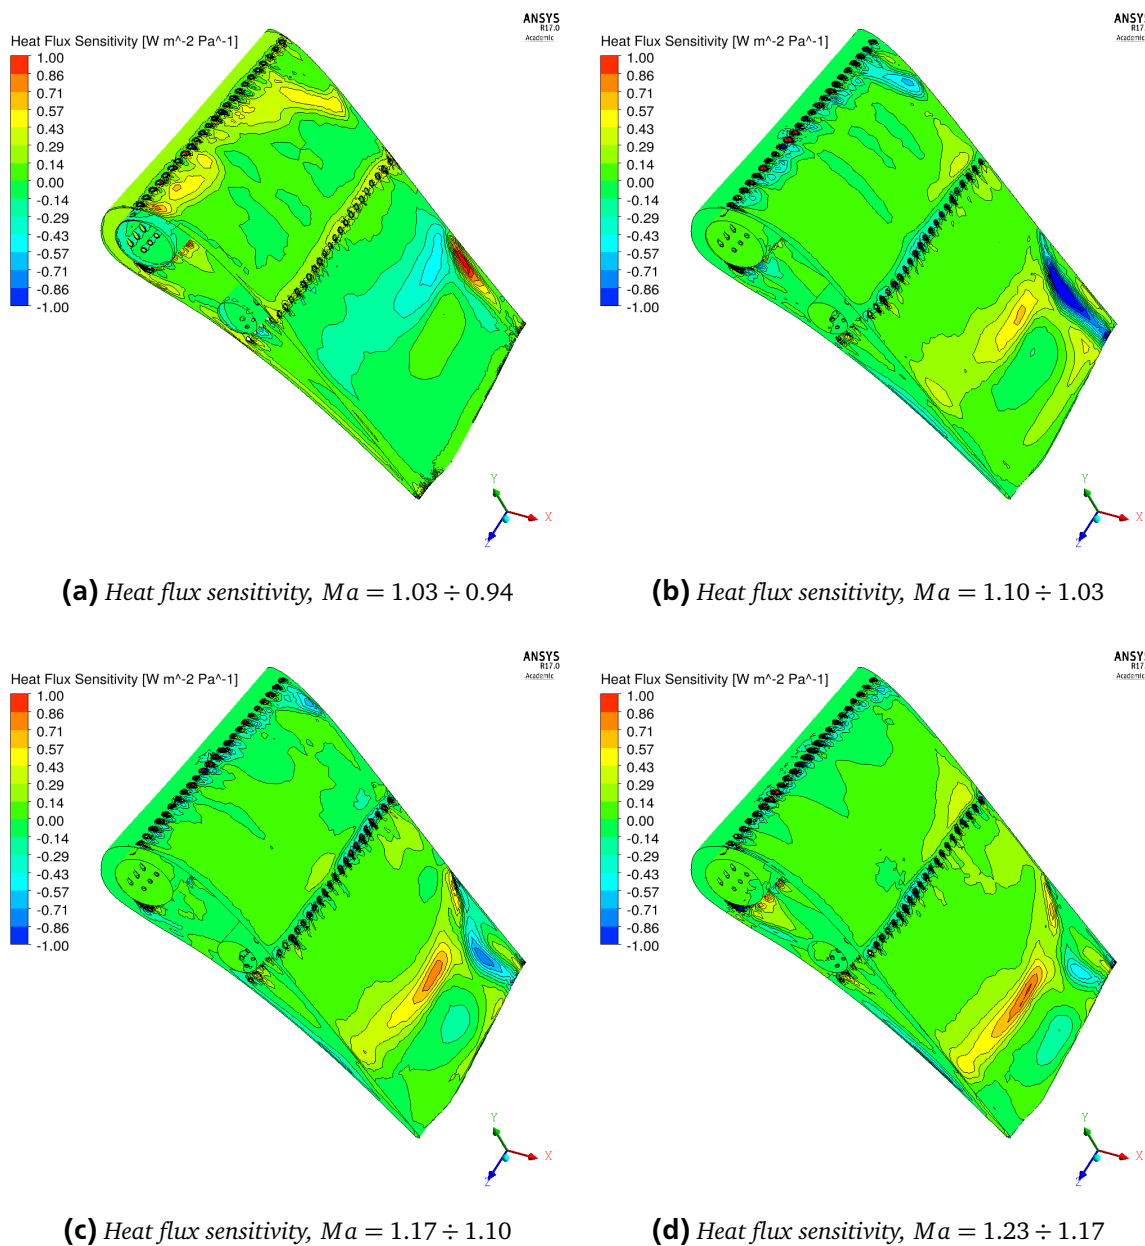 ANSYS
R17.0
Academic
Heat Flux Sensitivity [W m^-2 Pa^-1]
1.00
0.86
0.71
0.57
0.43
0.29
0.14
0.00
-0.14
-0.29
-0.43
-0.57
-0.71
-0.86
-1.00
Y
X
Z
(a) Heat flux sensitivity, Ma = 1.03 ÷ 0.94
ANSYS
R17.
Academic
Heat Flux Sensitivity [W m^-2 Pa^-1]
1.00
0.86
0.71
0.57
0.43
0.29
0.14
0.00
-0.14
-0.29
-0.43
-0.57
-0.71
-0.86
-1.00
Y
X
Z
(b) Heat flux sensitivity, Ma = 1.10 ÷ 1.03
ANSYS
R17.0
Academic
Heat Flux Sensitivity [W m^-2 Pa^-1]
1.00
0.86
0.71
0.57
0.43
0.29
0.14
0.00
-0.14
-0.29
-0.43
-0.57
-0.71
-0.86
-1.00
Y
X
Z
(c) Heat flux sensitivity, Ma = 1.17 ÷ 1.10
ANSYS
R17.
Academic
Heat Flux Sensitivity [W m^-2 Pa^-1]
1.00
0.86
0.71
0.57
0.43
0.29
0.14
0.00
-0.14
-0.29
-0.43
-0.57
-0.71
-0.86
-1.00
Y
X
Z
(d) Heat flux sensitivity, Ma = 1.23 ÷ 1.17